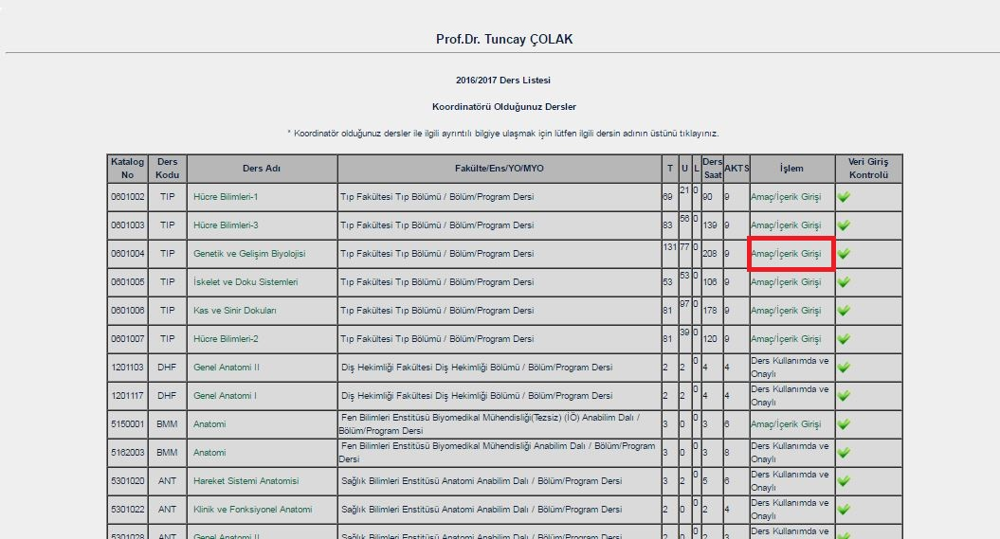 Prof.Dr. Tuncay ÇOLAK
2016/2017 Ders Listesi
Koordinatörü Olduğunuz Dersler
* Koordinatör olduğunuz dersler ile ilgili ayrıntılı bilgiye ulaşmak için lütfen ilgili dersin adının üstünü tıklayınız.
Katalog No Ders Kodu Ders Adı Fakülte/Ens/YO/MYO T U L Ders Saat AKTS İşlem Veri Giriş Kontrolü
0601002 TIP Hücre Bilimleri-1 Tıp Fakültesi Tıp Bölümü / Bölüm/Program Dersi 69 21 0 90 9 Amaç/İçerik Girişi
0601003 TIP Hücre Bilimleri-3 Tıp Fakültesi Tıp Bölümü / Bölüm/Program Dersi 83 56 0 139 9 Amaç/İçerik Girişi
0601004 TIP Genetik ve Gelişim Biyolojisi Tıp Fakültesi Tıp Bölümü / Bölüm/Program Dersi 131 77 0 208 9 Amaç/İçerik Girişi
0601005 TIP İskelet ve Doku Sistemleri Tıp Fakültesi Tıp Bölümü / Bölüm/Program Dersi 53 53 0 106 9 Amaç/İçerik Girişi
0601006 TIP Kas ve Sinir Dokuları Tıp Fakültesi Tıp Bölümü / Bölüm/Program Dersi 81 97 0 178 9 Amaç/İçerik Girişi
0601007 TIP Hücre Bilimleri-2 Tıp Fakültesi Tıp Bölümü / Bölüm/Program Dersi 81 39 0 120 9 Amaç/İçerik Girişi
1201103 DHF Genel Anatomi II Diş Hekimliği Fakültesi Diş Hekimliği Bölümü / Bölüm/Program Dersi 2 2 0 4 4 Ders Kullanımda ve Onaylı
1201117 DHF Genel Anatomi I Diş Hekimliği Fakültesi Diş Hekimliği Bölümü / Bölüm/Program Dersi 2 2 0 4 4 Ders Kullanımda ve Onaylı
5150001 BMM Anatomi Fen Bilimleri Enstitüsü Biyomedikal Mühendisliği(Tezsiz) (İÖ) Anabilim Dalı / Bölüm/Program Dersi 3 0 0 3 6 Amaç/İçerik Girişi
5162003 BMM Anatomi Fen Bilimleri Enstitüsü Biyomedikal Mühendisliği Anabilim Dalı / Bölüm/Program Dersi 3 0 0 3 8 Ders Kullanımda ve Onaylı
5301020 ANT Hareket Sistemi Anatomisi Sağlık Bilimleri Enstitüsü Anatomi Anabilim Dalı / Bölüm/Program Dersi 3 2 0 5 6 Ders Kullanımda ve Onaylı
5301022 ANT Klinik ve Fonksiyonel Anatomi Sağlık Bilimleri Enstitüsü Anatomi Anabilim Dalı / Bölüm/Program Dersi 2 0 0 2 4 Ders Kullanımda ve Onaylı
5301028 ANT Genel Anatomi II Sağlık Bilimleri Enstitüsü Anatomi Anabilim Dalı / Bölüm/Program Dersi 2 0 0 2 3 Ders Kullanımda ve